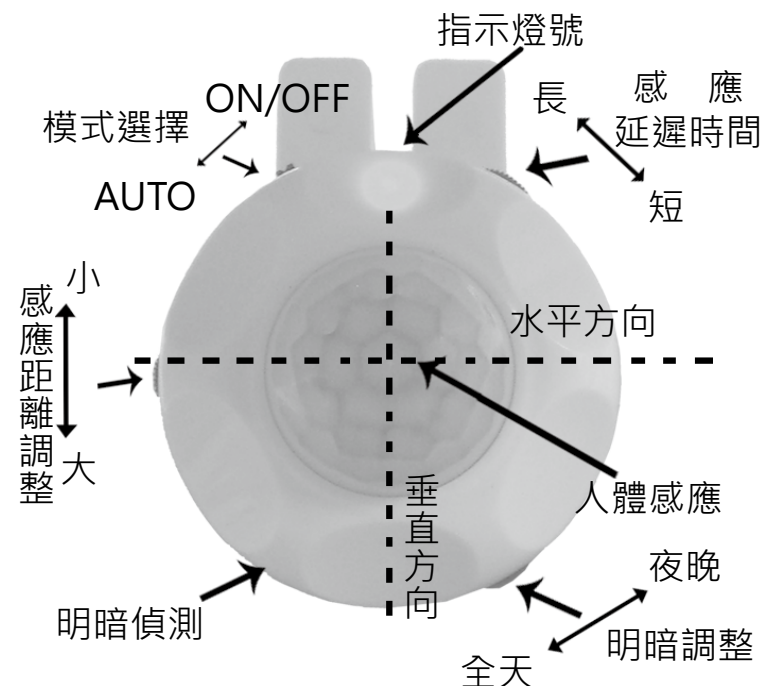 指示燈號
ON/OFF
模式選擇
AUTO
長
感 應
延遲時間
短
小
感應距離調整
大
水平方向
人體感應
垂直方向
夜晚
明暗偵測
明暗調整
全天